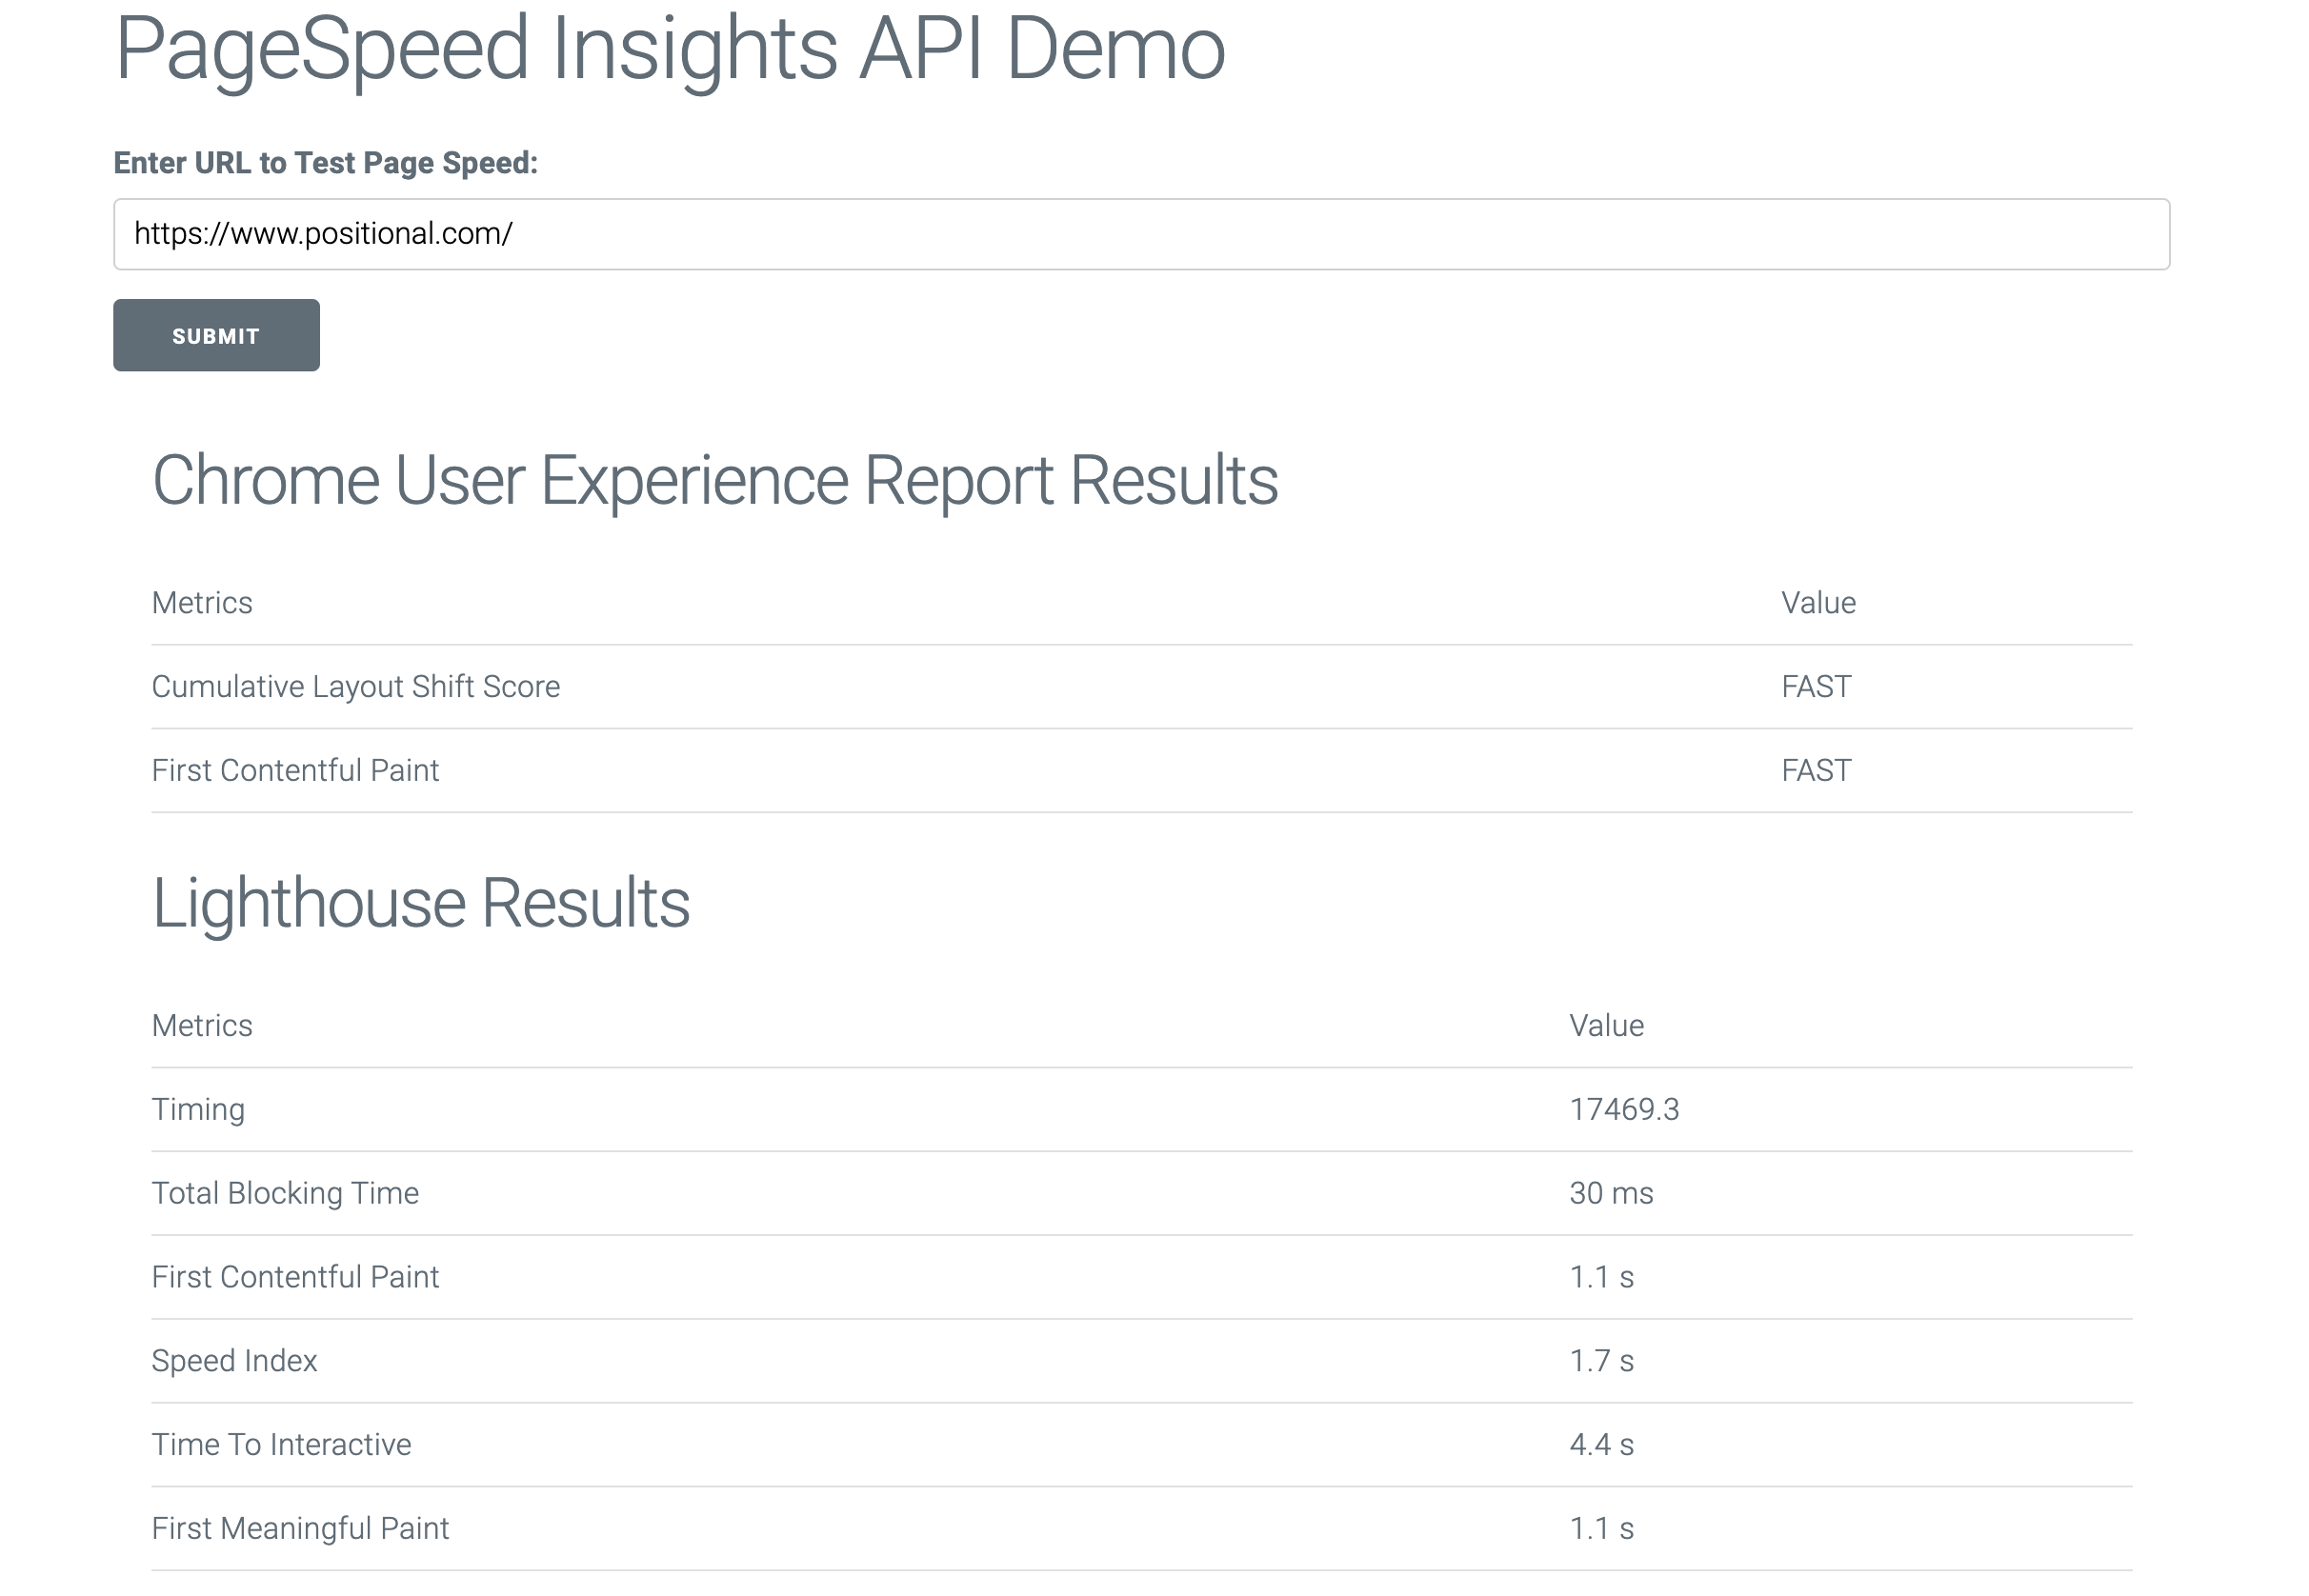 PageSpeed Insights API Demo
Enter URL to Test Page Speed:
https://www.positional.com/
SUBMIT
Chrome User Experience Report Results
Metrics Value
Cumulative Layout Shift Score FAST
First Contentful Paint FAST
Lighthouse Results
Metrics Value
Timing 17469.3
Total Blocking Time 30 ms
First Contentful Paint 1.1 s
Speed Index 1.7 s
Time To Interactive 4.4 s
First Meaningful Paint 1.1 s